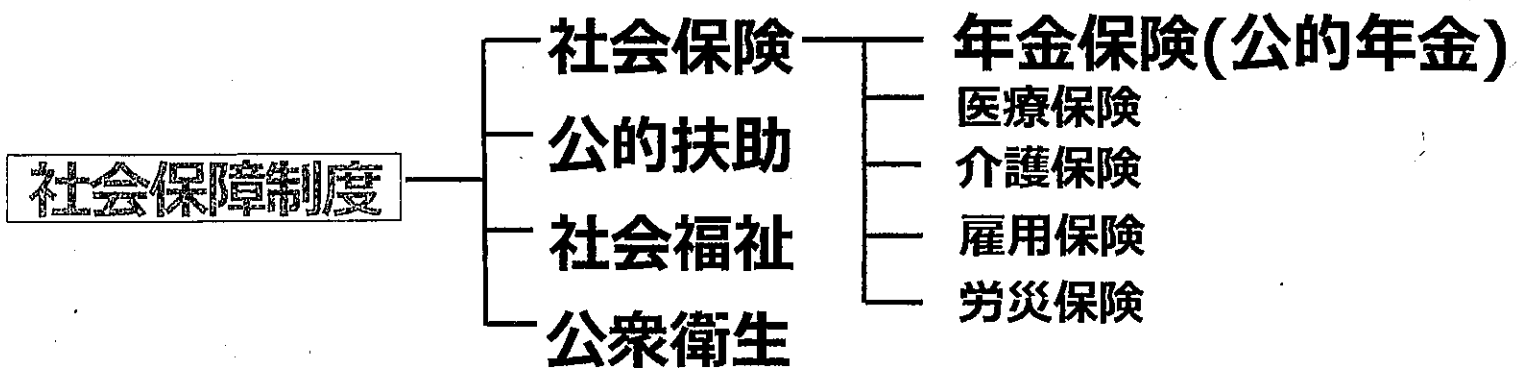 社会保障制度
社会保険
公的扶助
社会福祉
公衆衛生
年金保険(公的年金)
医療保険
介護保険
雇用保険
労災保険